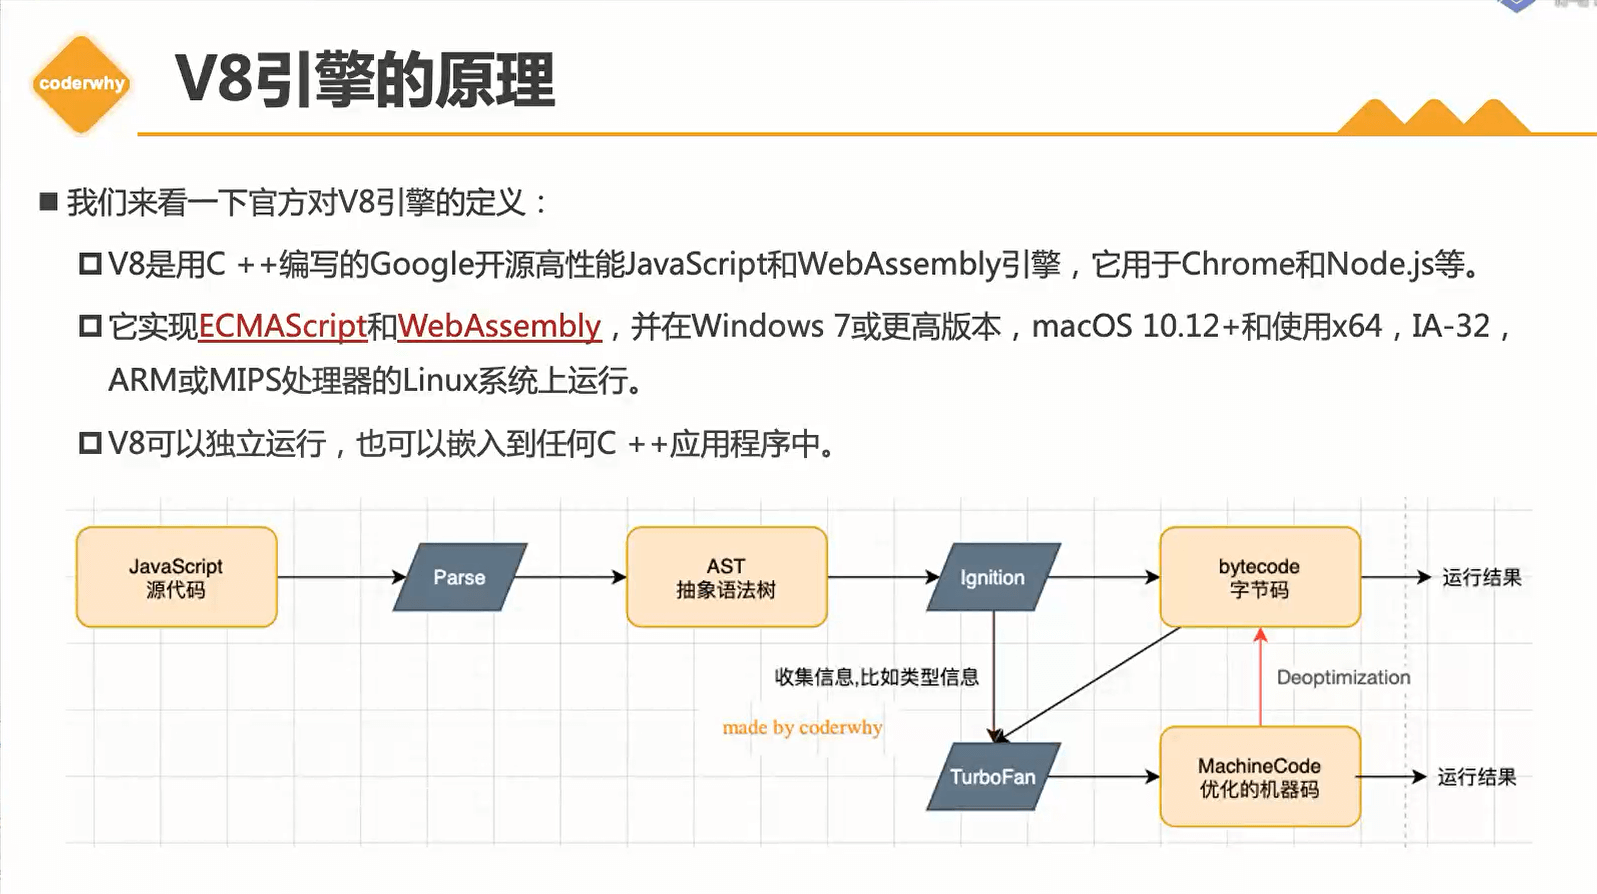 coderwhy
V8引擎的原理
我们来看一下官方对V8引擎的定义：
V8是用C ++编写的Google开源高性能JavaScript和WebAssembly引擎，它用于Chrome和Node.js等。
它实现ECMAScript和WebAssembly，并在Windows 7或更高版本，macOS 10.12+和使用x64，IA-32，
ARM或MIPS处理器的Linux系统上运行。
V8可以独立运行，也可以嵌入到任何C ++应用程序中。
JavaScript
源代码
Parse
AST
抽象语法树
Ignition
bytecode
字节码
运行结果
收集信息,比如类型信息
Deoptimization
made by coderwhy
TurboFan
MachineCode
优化的机器码
运行结果